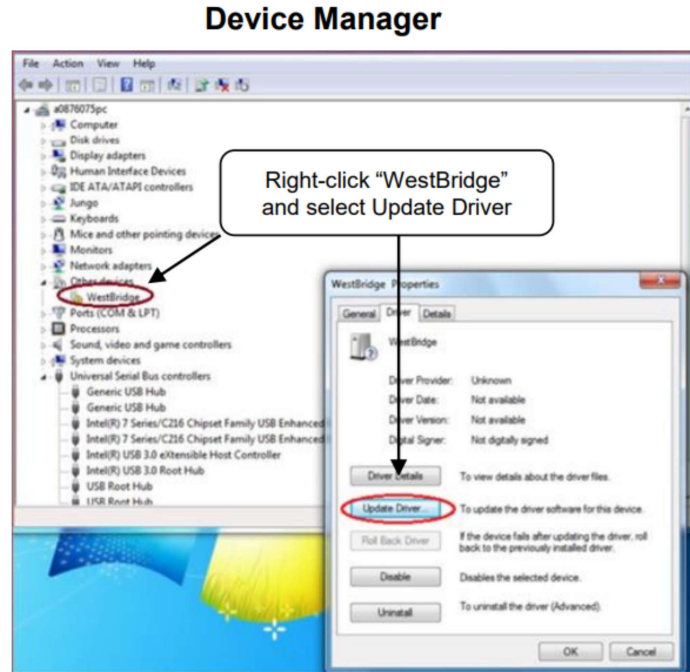 Device Manager
File Action View Help
a0876075pc
Computer
Disk drives
Display adapters
Human Interface Devices
IDE ATA/ATAPI controllers
Jungo
Keyboards
Mice and other pointing devices
Monitors
Network adapters
Other devices
WestBridge
Ports (COM & LPT)
Processors
Sound, video and game controllers
System devices
Universal Serial Bus controllers
Generic USB Hub
Generic USB Hub
Intel(R) 7 Series/C216 Chipset Family USB Enhanced
Intel(R) 7 Series/C216 Chipset Family USB Enhanced
Intel(R) USB 3.0 eXtensible Host Controller
Intel(R) USB 3.0 Root Hub
USB Root Hub
USB Root Hub
Right-click “WestBridge”
and select Update Driver
WestBridge Properties
General Driver Details
WestBridge
Driver Provider: Unknown
Driver Date: Not available
Driver Version: Not available
Digital Signer: Not digitally signed
Driver Details To view details about the driver files.
Update Driver... To update the driver software for this device.
Roll Back Driver If the device fails after updating the driver, roll
back to the previously installed driver.
Disable Disables the selected device.
Uninstall To uninstall the driver (Advanced).
OK Cancel